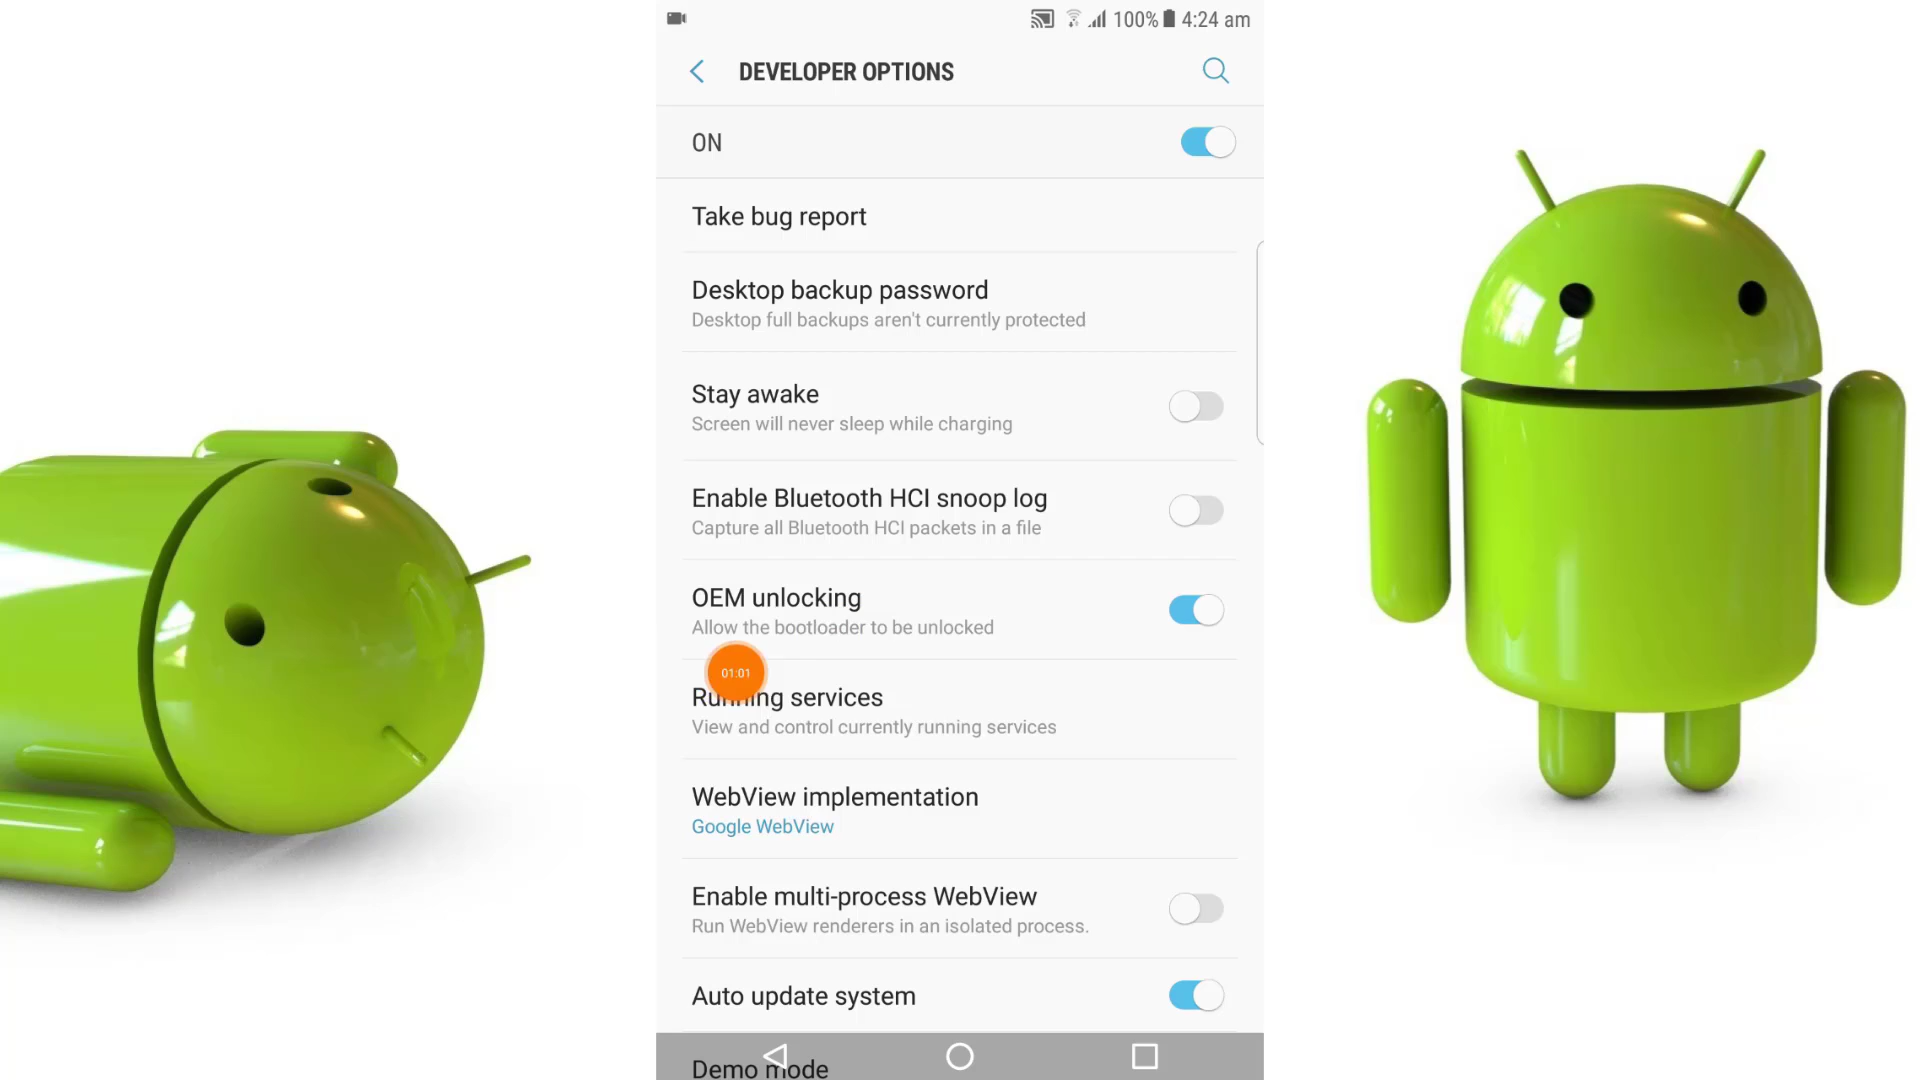 100% 4:24 am
DEVELOPER OPTIONS
ON
Take bug report
Desktop backup password
Desktop full backups aren't currently protected
Stay awake
Screen will never sleep while charging
Enable Bluetooth HCI snoop log
Capture all Bluetooth HCI packets in a file
OEM unlocking
Allow the bootloader to be unlocked
01:01
Running services
View and control currently running services
WebView implementation
Google WebView
Enable multi-process WebView
Run WebView renderers in an isolated process.
Auto update system
Demo mode